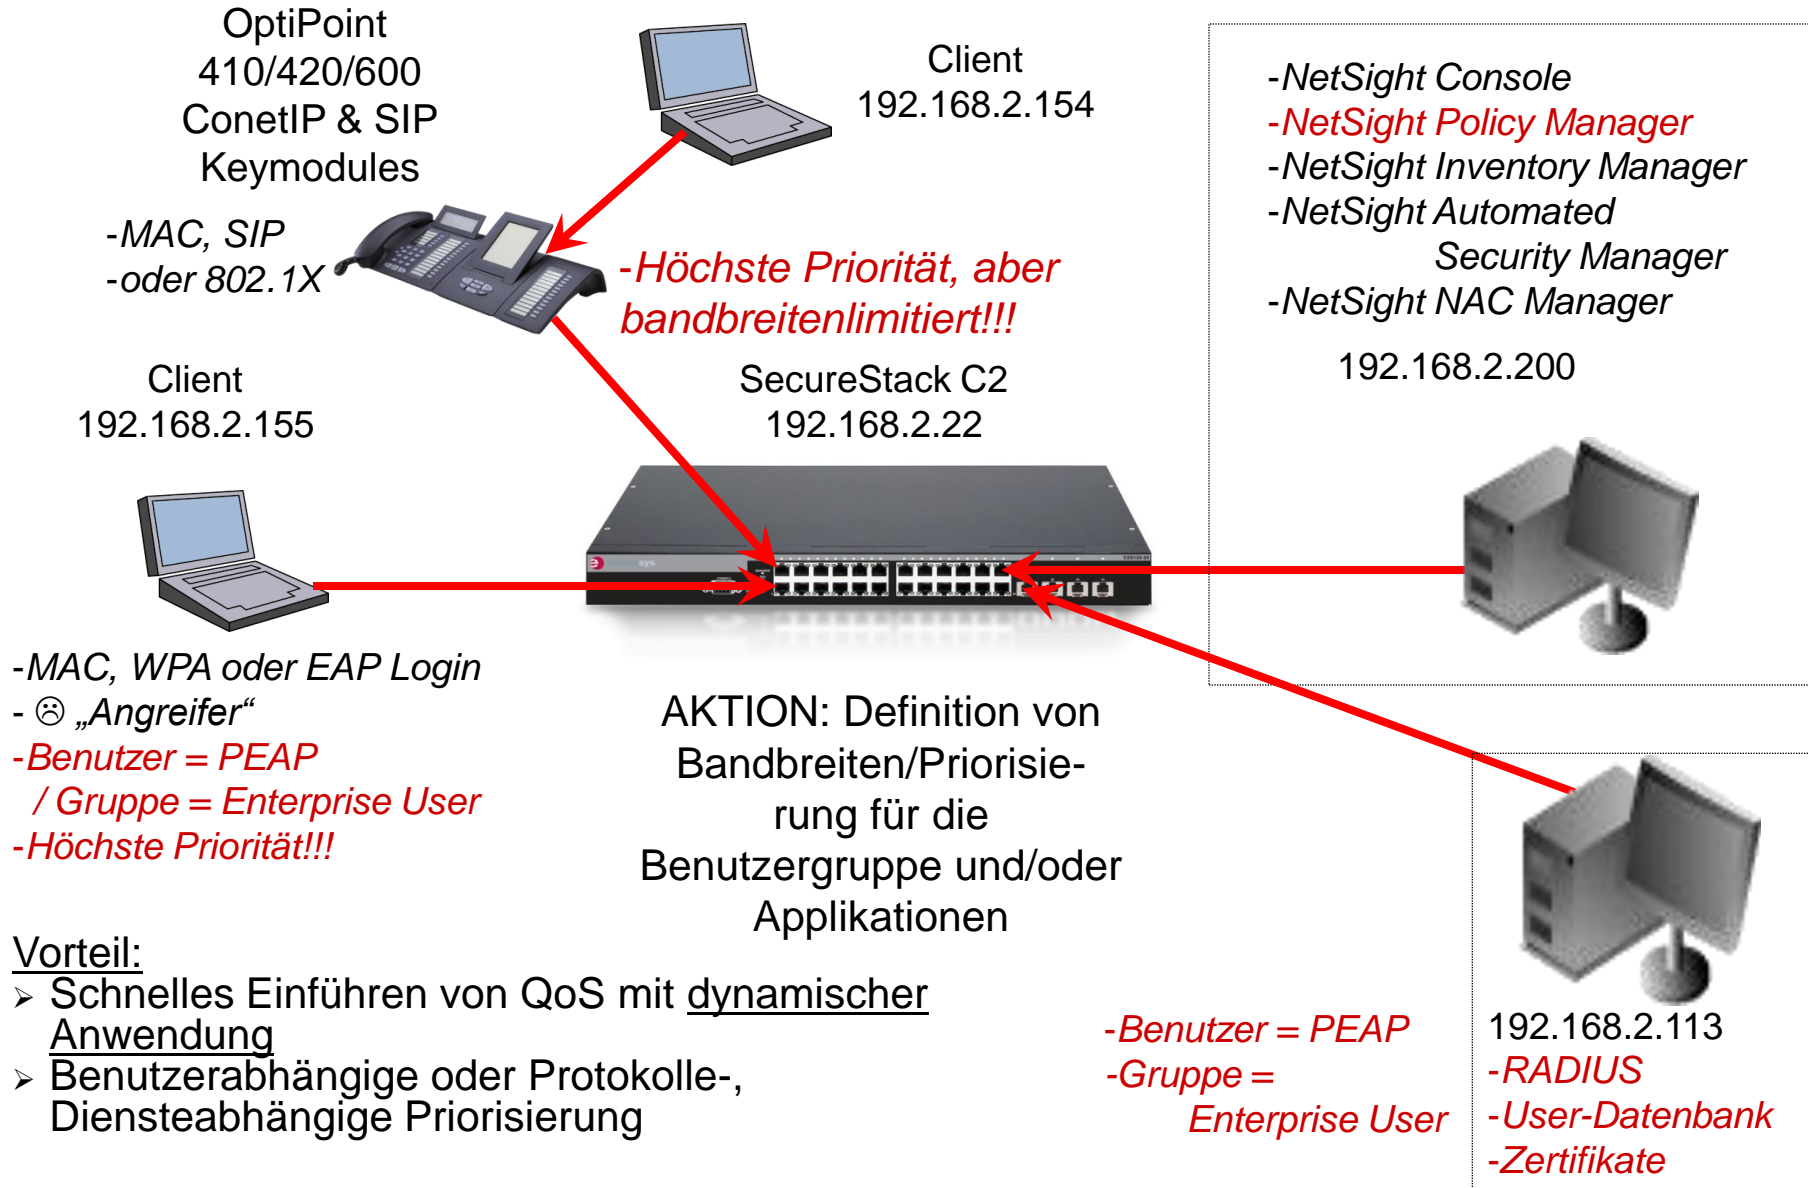 OptiPoint
410/420/600
ConetIP & SIP
Keymodules
Client
192.168.2.154
-NetSight Console
-NetSight Policy Manager
-NetSight Inventory Manager
-NetSight Automated
Security Manager
-NetSight NAC Manager
192.168.2.200
-MAC, SIP
-oder 802.1X
-Höchste Priorität, aber
bandbreitenlimitiert!!!
Client
192.168.2.155
SecureStack C2
192.168.2.22
-MAC, WPA oder EAP Login
- ☹ „Angreifer“
-Benutzer = PEAP
/ Gruppe = Enterprise User
-Höchste Priorität!!!
AKTION: Definition von
Bandbreiten/Priorisie-
rung für die
Benutzergruppe und/oder
Applikationen
Vorteil:
➢ Schnelles Einführen von QoS mit dynamischer
Anwendung
➢ Benutzerabhängige oder Protokolle-,
Diensteabhängige Priorisierung
-Benutzer = PEAP
-Gruppe =
Enterprise User
192.168.2.113
-RADIUS
-User-Datenbank
-Zertifikate